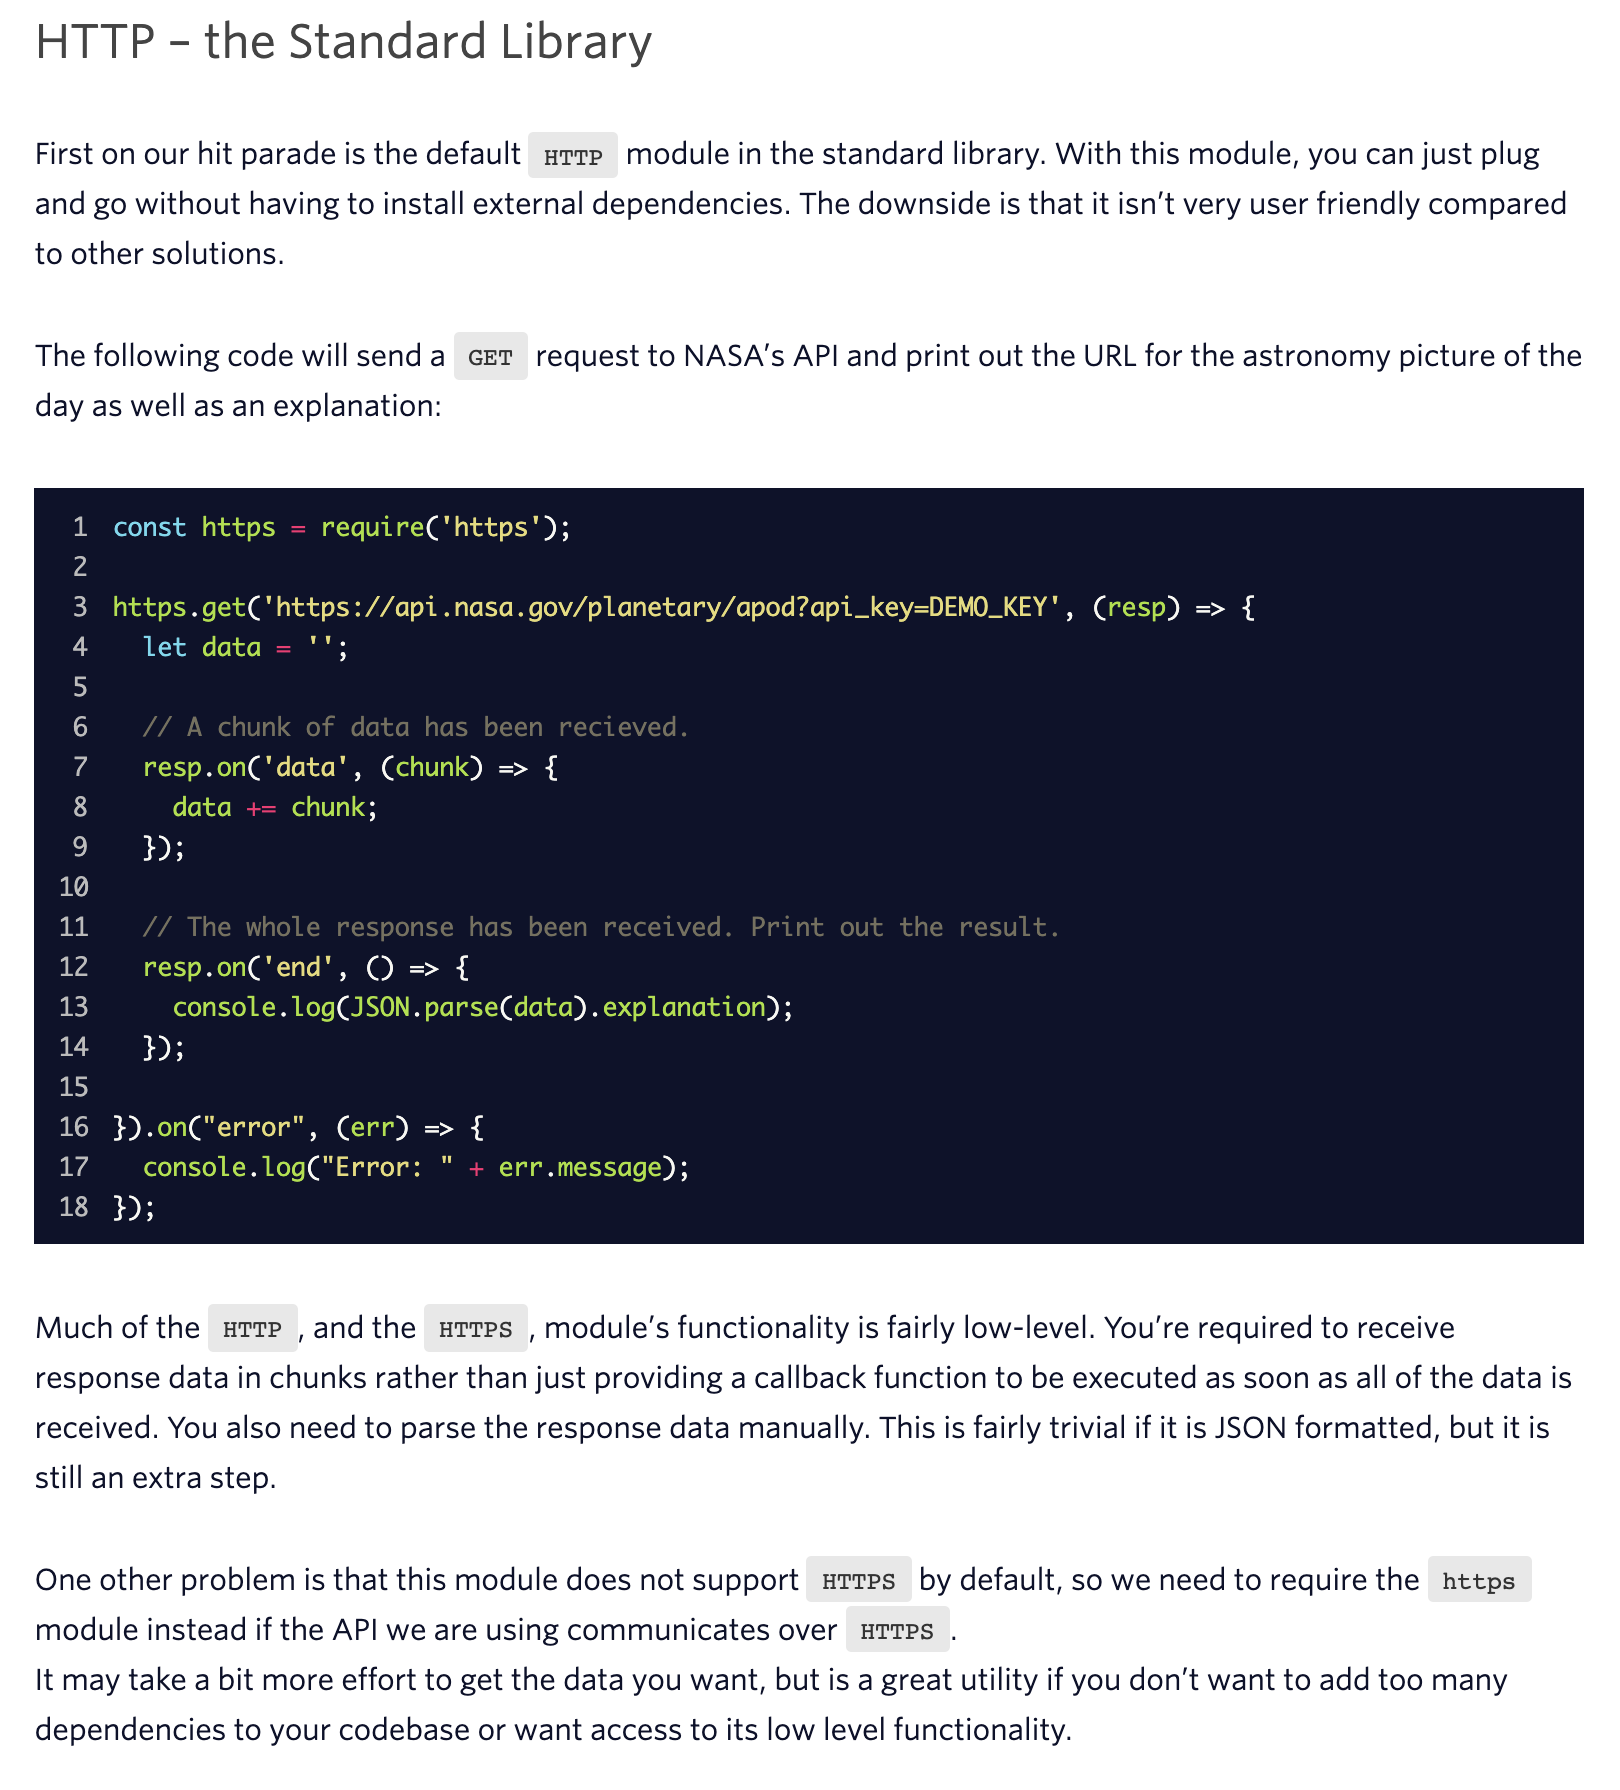 HTTP – the Standard Library
First on our hit parade is the default HTTP module in the standard library. With this module, you can just plug
and go without having to install external dependencies. The downside is that it isn’t very user friendly compared
to other solutions.
The following code will send a GET request to NASA’s API and print out the URL for the astronomy picture of the
day as well as an explanation:
1 const https = require('https');
2
3 https.get('https://api.nasa.gov/planetary/apod?api_key=DEMO_KEY', (resp) => {
4   let data = '';
5
6   // A chunk of data has been recieved.
7   resp.on('data', (chunk) => {
8     data += chunk;
9   });
10
11   // The whole response has been received. Print out the result.
12   resp.on('end', () => {
13     console.log(JSON.parse(data).explanation);
14   });
15
16 }).on("error", (err) => {
17   console.log("Error: " + err.message);
18 });
Much of the HTTP , and the HTTPS , module’s functionality is fairly low-level. You’re required to receive
response data in chunks rather than just providing a callback function to be executed as soon as all of the data is
received. You also need to parse the response data manually. This is fairly trivial if it is JSON formatted, but it is
still an extra step.
One other problem is that this module does not support HTTPS by default, so we need to require the https
module instead if the API we are using communicates over HTTPS .
It may take a bit more effort to get the data you want, but is a great utility if you don’t want to add too many
dependencies to your codebase or want access to its low level functionality.